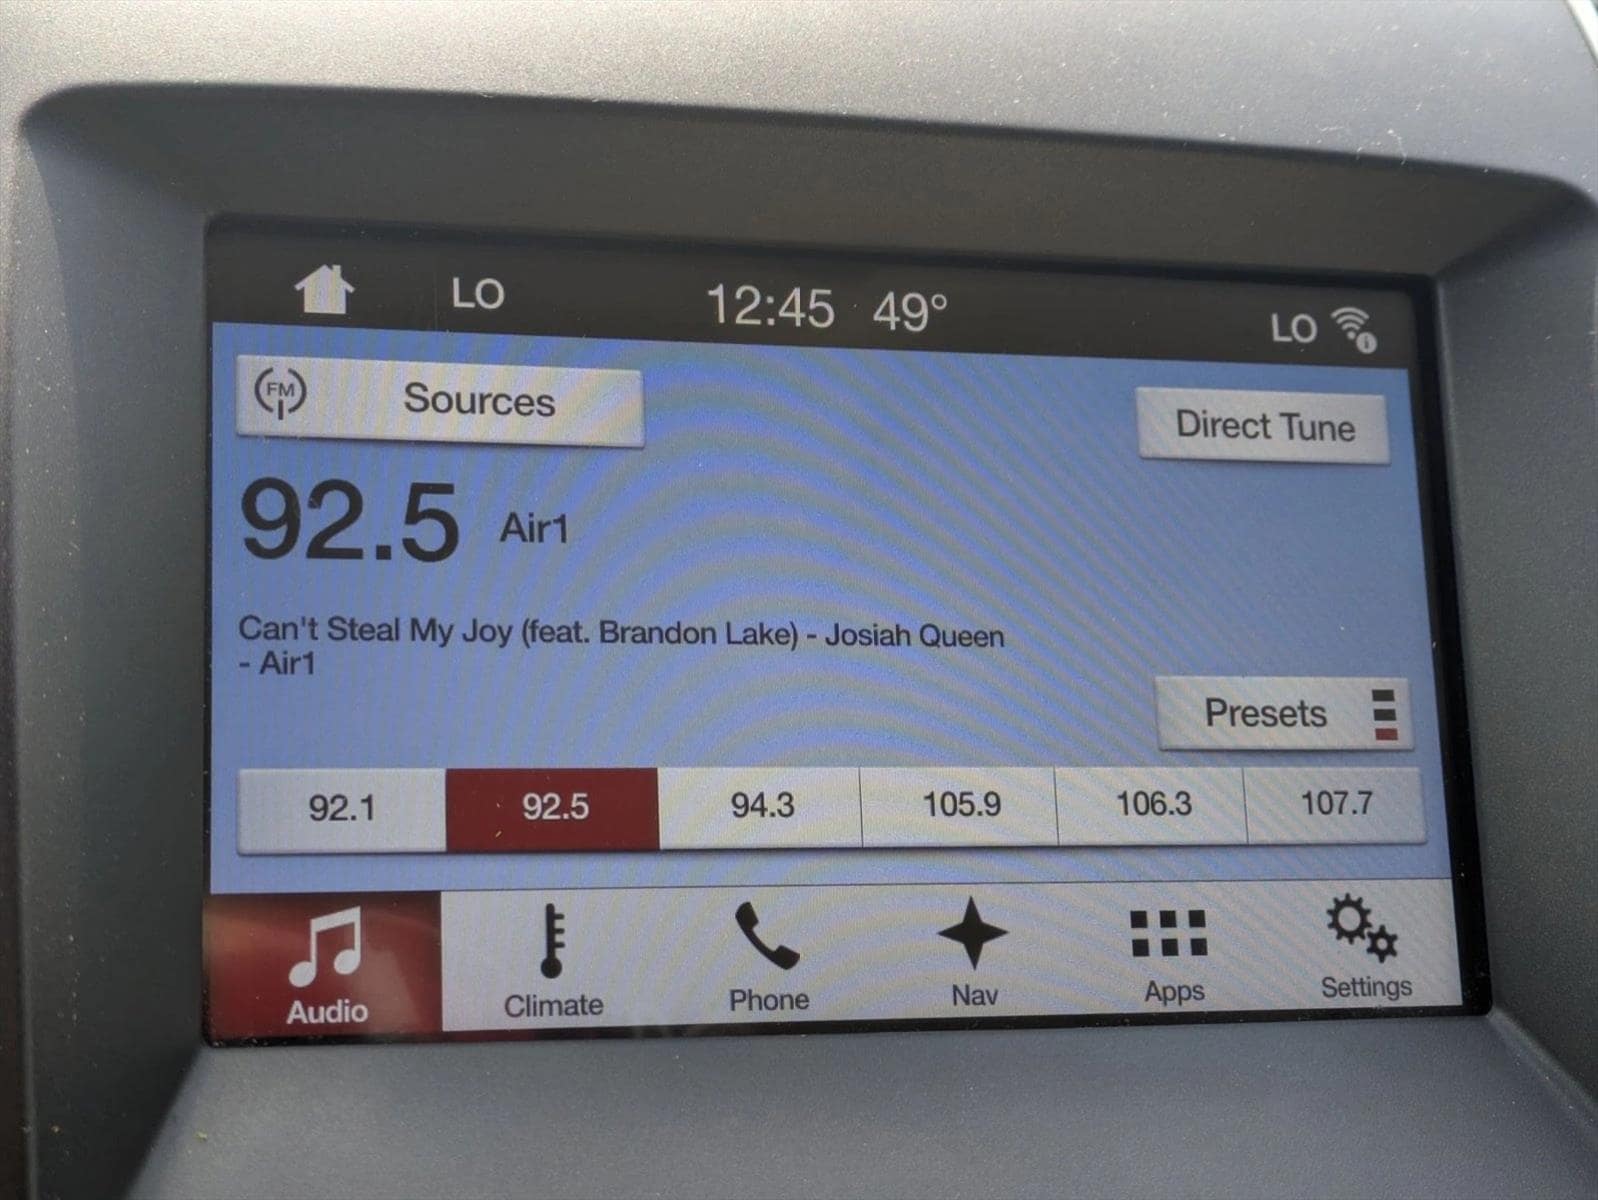 LO
12:45 49°
LO
FM
Sources
Direct Tune
92.5 Air1
Can't Steal My Joy (feat. Brandon Lake) - Josiah Queen
- Air1
Presets
92.1 92.5 94.3 105.9 106.3 107.7
Audio Climate Phone Nav Apps Settings